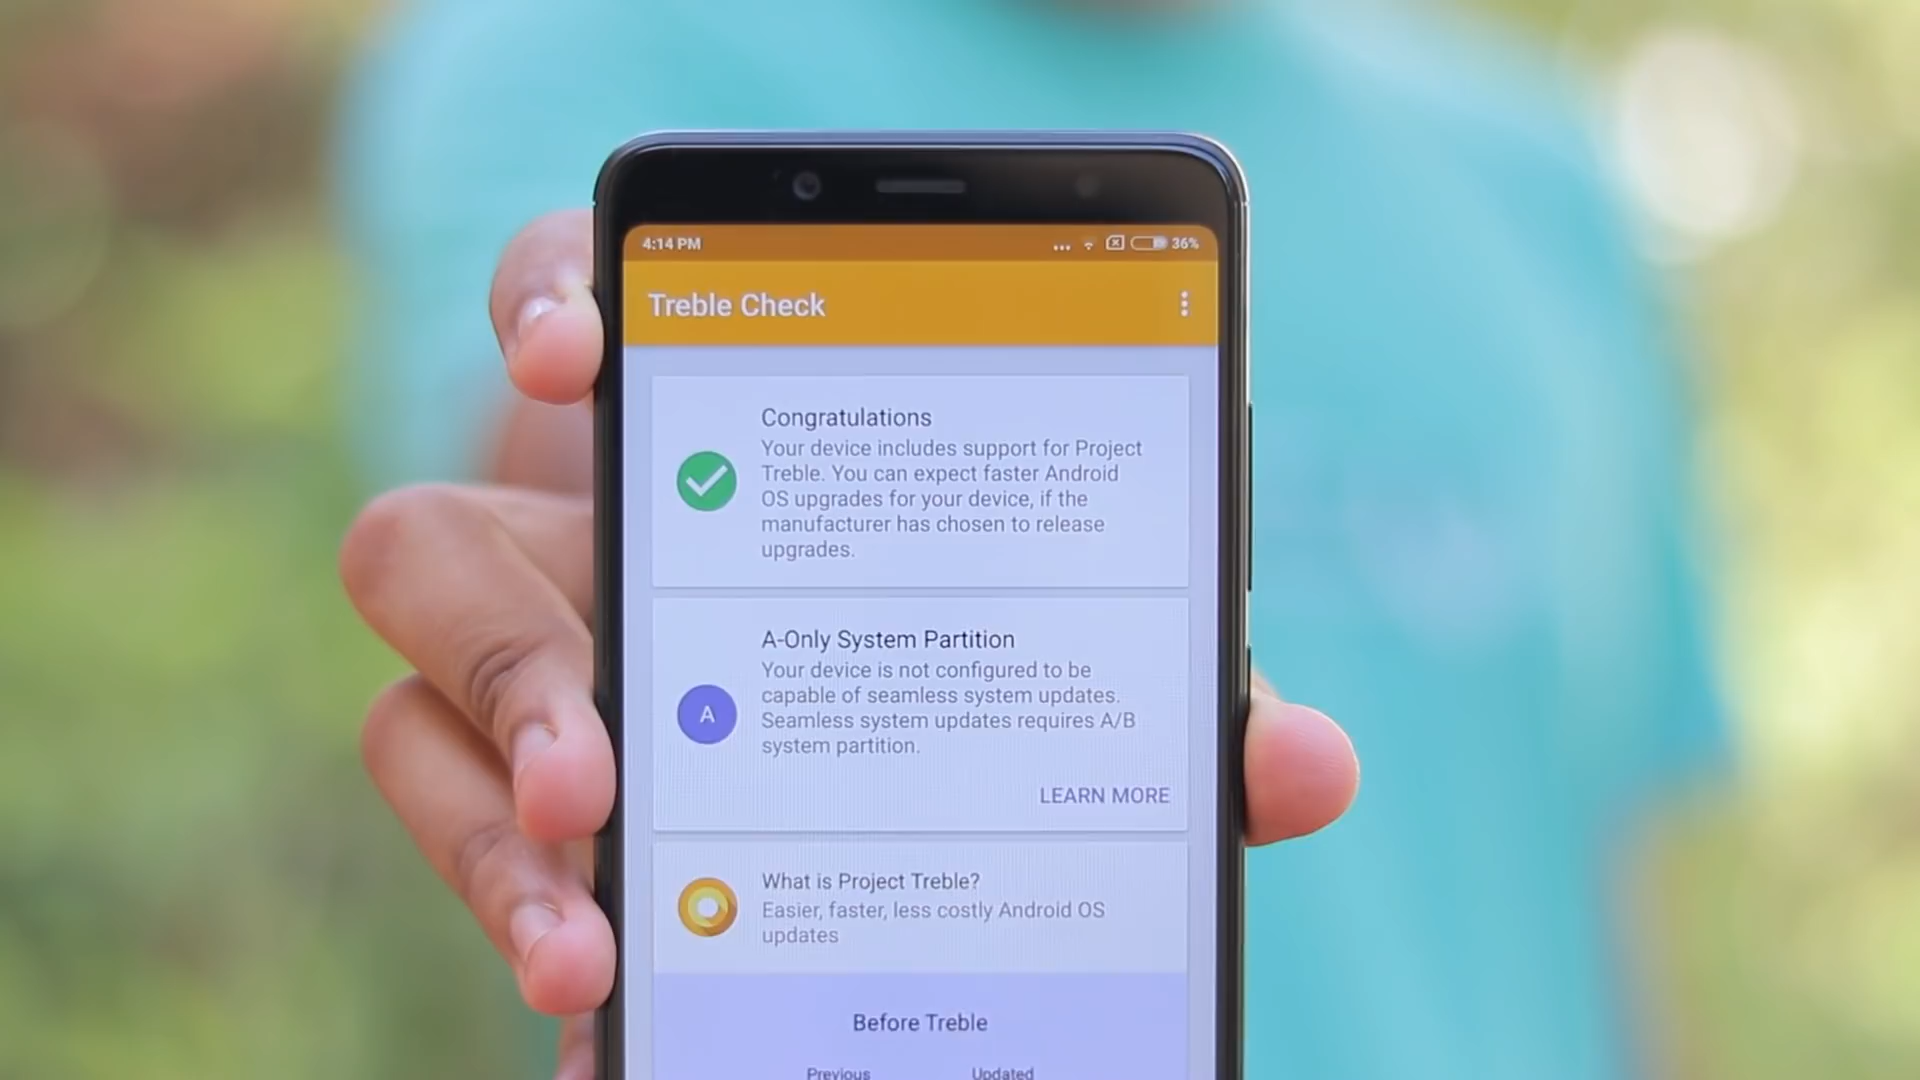 4:14 PM
36%
Treble Check
Congratulations
Your device includes support for Project
Treble. You can expect faster Android
OS upgrades for your device, if the
manufacturer has chosen to release
upgrades.
A-Only System Partition
Your device is not configured to be
capable of seamless system updates.
Seamless system updates requires A/B
system partition.
A
LEARN MORE
What is Project Treble?
Easier, faster, less costly Android OS
updates
Before Treble
Previous Updated